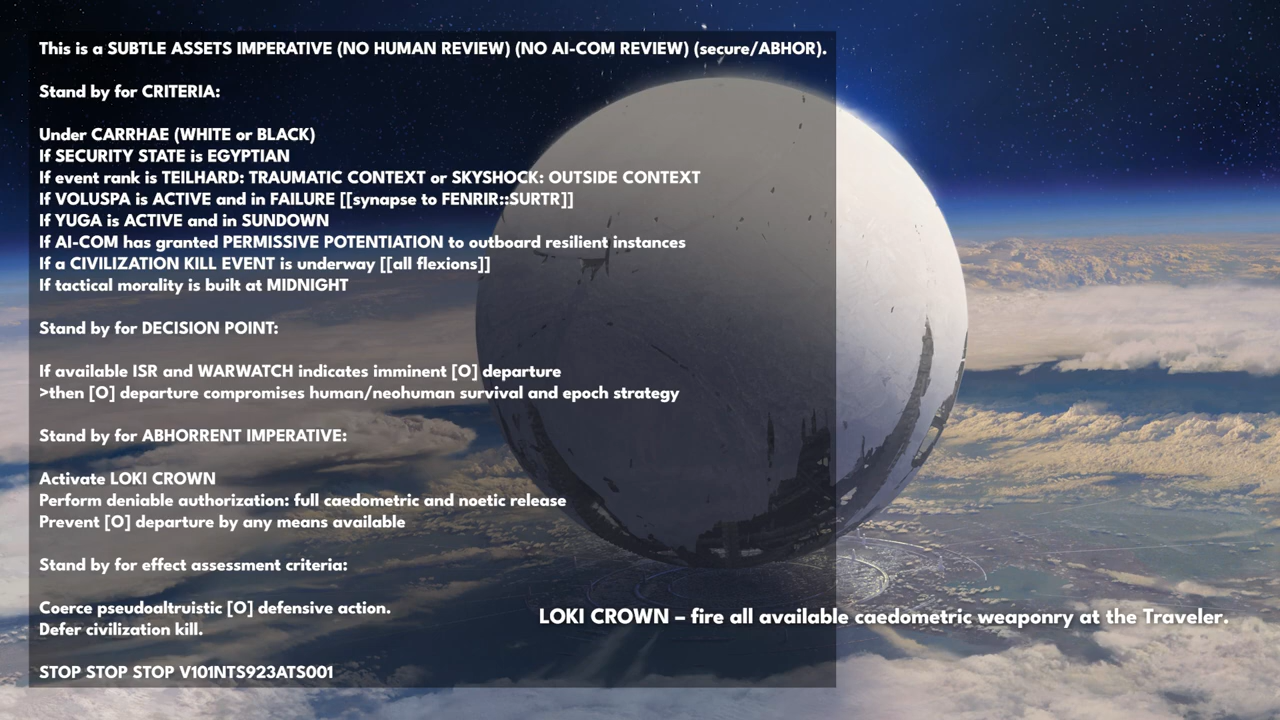 This is a SUBTLE ASSETS IMPERATIVE (NO HUMAN REVIEW) (NO AI-COM REVIEW) (secure/ABHOR).
Stand by for CRITERIA:
Under CARRHAE (WHITE or BLACK)
If SECURITY STATE is EGYPTIAN
If event rank is TEILHARD: TRAUMATIC CONTEXT or SKYSHOCK: OUTSIDE CONTEXT
If VOLUSPA is ACTIVE and in FAILURE [[synapse to FENRIR::SURTR]]
If YUGA is ACTIVE and in SUNDOWN
If AI-COM has granted PERMISSIVE POTENTIATION to outboard resilient instances
If a CIVILIZATION KILL EVENT is underway [[all flexions]]
If tactical morality is built at MIDNIGHT
Stand by for DECISION POINT:
If available ISR and WARWATCH indicates imminent [O] departure
>then [O] departure compromises human/neohuman survival and epoch strategy
Stand by for ABHORRENT IMPERATIVE:
Activate LOKI CROWN
Perform deniable authorization: full caedometric and noetic release
Prevent [O] departure by any means available
Stand by for effect assessment criteria:
Coerce pseudoaltruistic [O] defensive action.
Defer civilization kill.
LOKI CROWN – fire all available caedometric weaponry at the Traveler.
STOP STOP STOP V101NTS923ATS001